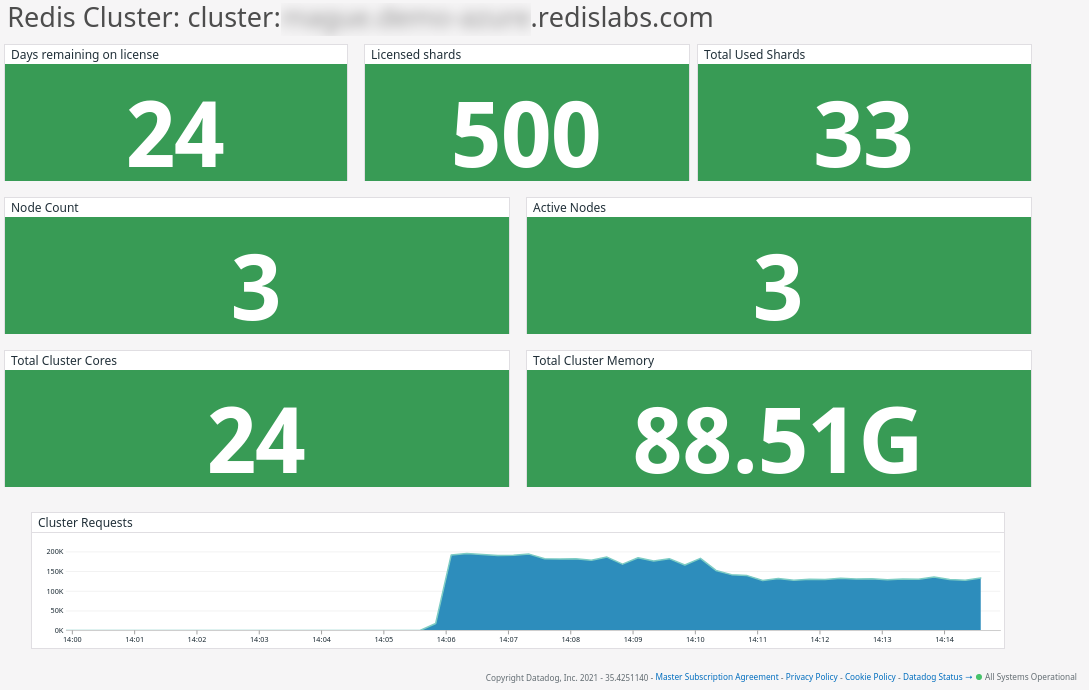 Redis Cluster: cluster: .redislabs.com
Days remaining on license
24
Licensed shards
500
Total Used Shards
33
Node Count
3
Active Nodes
3
Total Cluster Cores
24
Total Cluster Memory
88.51G
Cluster Requests
200K
150K
100K
50K
0K
14:00 14:01 14:02 14:03 14:04 14:05 14:06 14:07 14:08 14:09 14:10 14:11 14:12 14:13 14:14
Copyright Datadog, Inc. 2021 - 35.4251140 - Master Subscription Agreement - Privacy Policy - Cookie Policy - Datadog Status → All Systems Operational